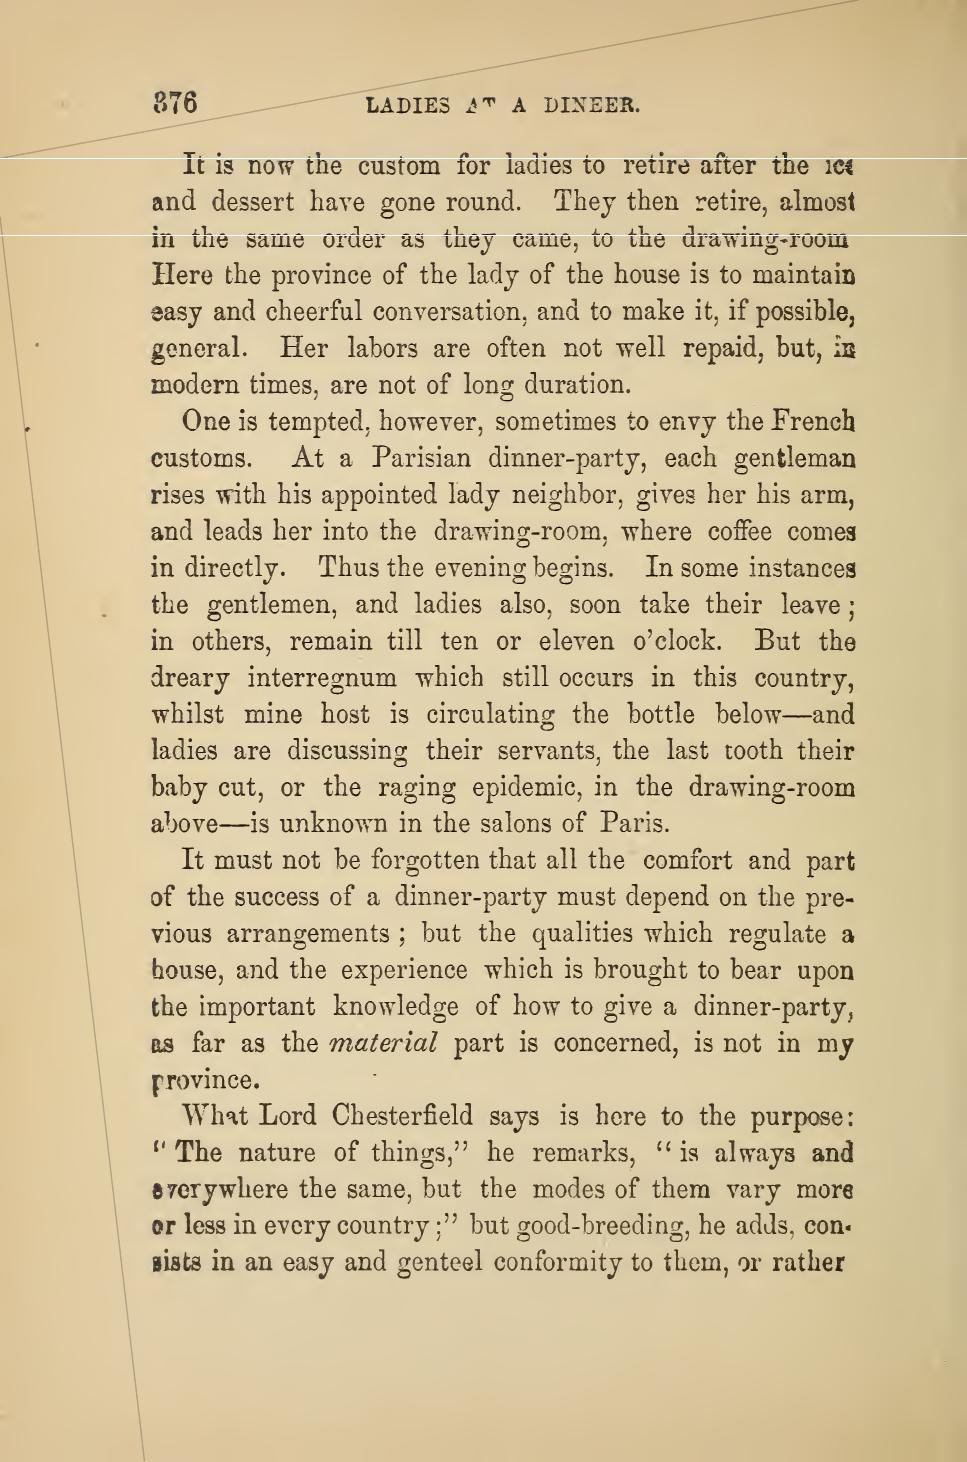 376
LADIES AT A DINEER.
It is now the custom for ladies to retire after the ice
and dessert have gone round. They then retire, almost
in the same order as they came, to the drawing-room
Here the province of the lady of the house is to maintain
easy and cheerful conversation, and to make it, if possible,
general. Her labors are often not well repaid, but, in
modern times, are not of long duration.
One is tempted, however, sometimes to envy the French
customs. At a Parisian dinner-party, each gentleman
rises with his appointed lady neighbor, gives her his arm,
and leads her into the drawing-room, where coffee comes
in directly. Thus the evening begins. In some instances
the gentlemen, and ladies also, soon take their leave;
in others, remain till ten or eleven o'clock. But the
dreary interregnum which still occurs in this country,
whilst mine host is circulating the bottle below—and
ladies are discussing their servants, the last tooth their
baby cut, or the raging epidemic, in the drawing-room
above—is unknown in the salons of Paris.
It must not be forgotten that all the comfort and part
of the success of a dinner-party must depend on the pre-
vious arrangements; but the qualities which regulate a
house, and the experience which is brought to bear upon
the important knowledge of how to give a dinner-party,
as far as the material part is concerned, is not in my
province.
What Lord Chesterfield says is here to the purpose:
"The nature of things," he remarks, "is always and
everywhere the same, but the modes of them vary more
or less in every country;" but good-breeding, he adds, con-
sists in an easy and genteel conformity to them, or rather